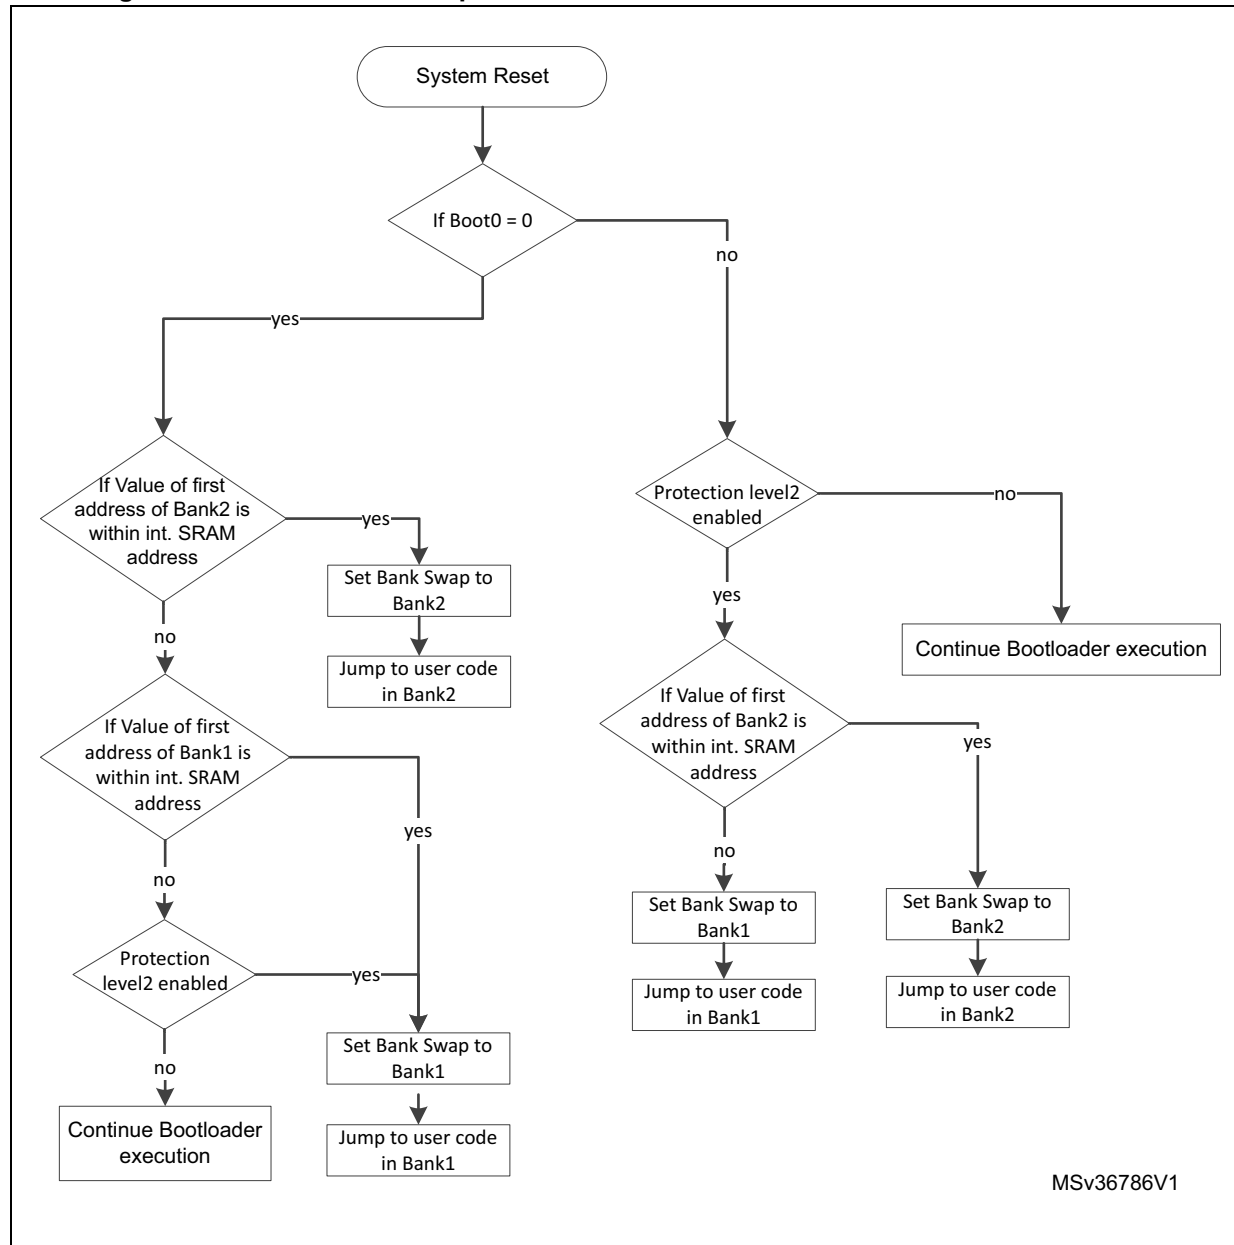 System Reset
If Boot0 = 0
no
yes
If Value of first
address of Bank2 is
within int. SRAM
address
yes
Set Bank Swap to
Bank2
Jump to user code
in Bank2
no
If Value of first
address of Bank1 is
within int. SRAM
address
yes
no
Protection
level2 enabled
yes
Set Bank Swap to
Bank1
Jump to user code
in Bank1
no
Continue Bootloader
execution
Protection level2
enabled
no
Continue Bootloader execution
yes
If Value of first
address of Bank2 is
within int. SRAM
address
yes
no
Set Bank Swap to
Bank1
Jump to user code
in Bank1
Set Bank Swap to
Bank2
Jump to user code
in Bank2
MSv36786V1